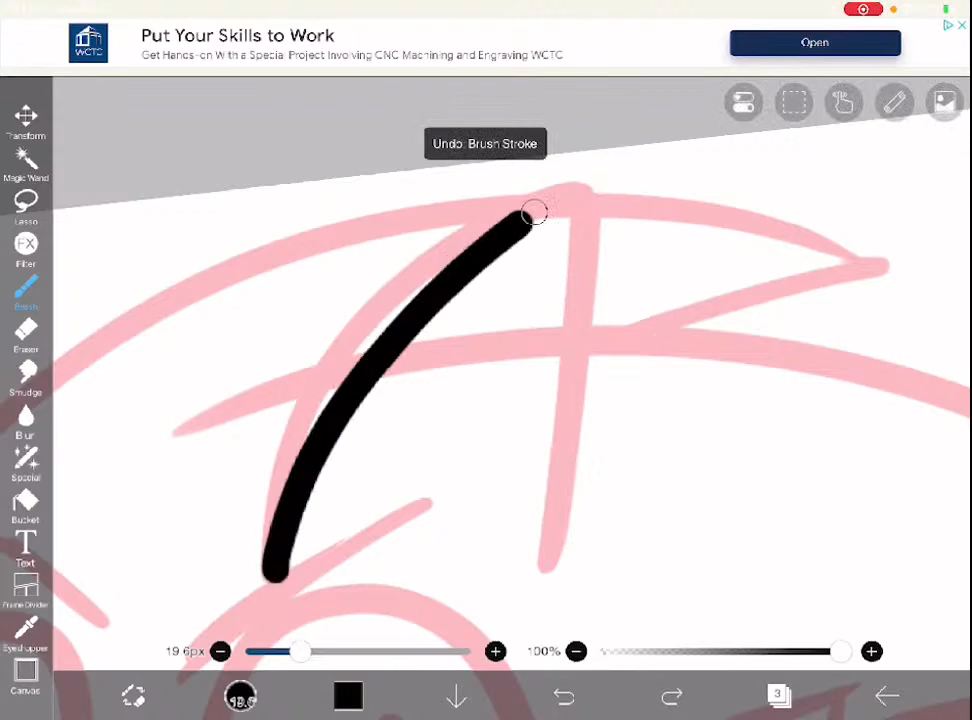 Put Your Skills to Work
Get Hands-on With a Special Project Involving CNC Machining and Engraving WCTC
WCTC
Open
Undo: Brush Stroke
Transform
Magic Wand
Lasso
FX
Filter
Brush
Eraser
Smudge
Blur
Special
Bucket
T
Text
Frame Divider
Eyedropper
Canvas
19.6px
100%
3